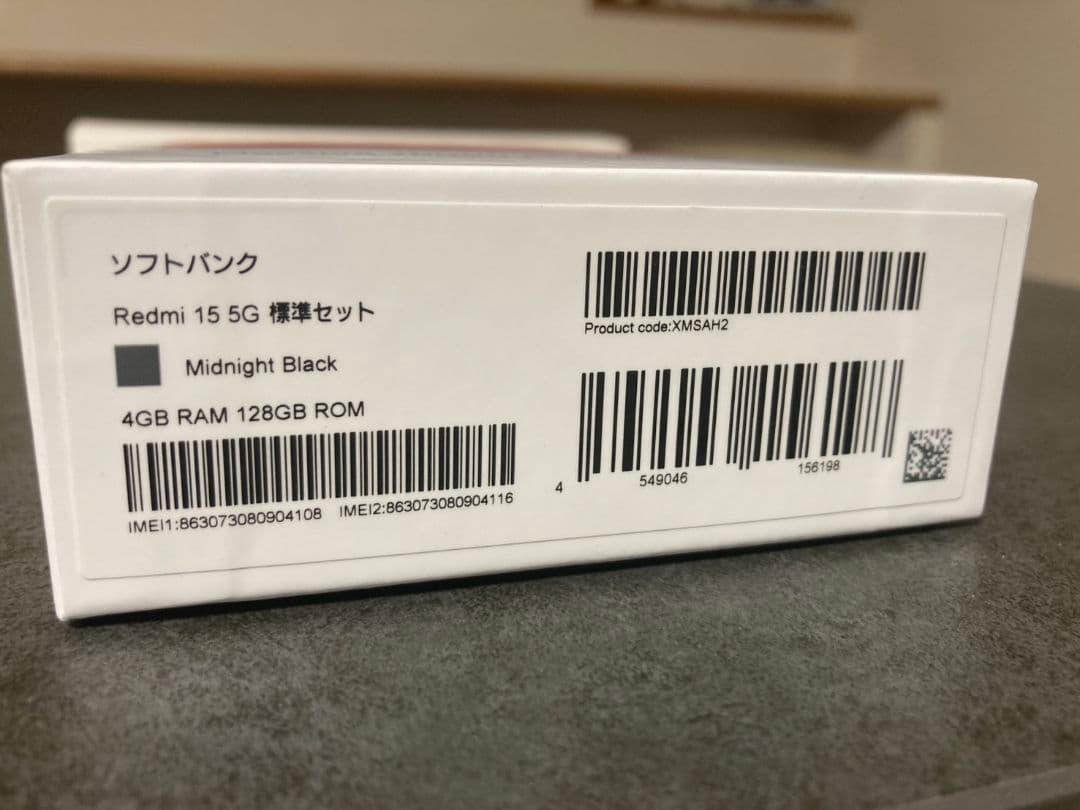 ソフトバンク
Redmi 15 5G 標準セット
Midnight Black
4GB RAM 128GB ROM
IMEI1:863073080904108 IMEI2:863073080904116
Product code:XMSAH2
4 549046 156198